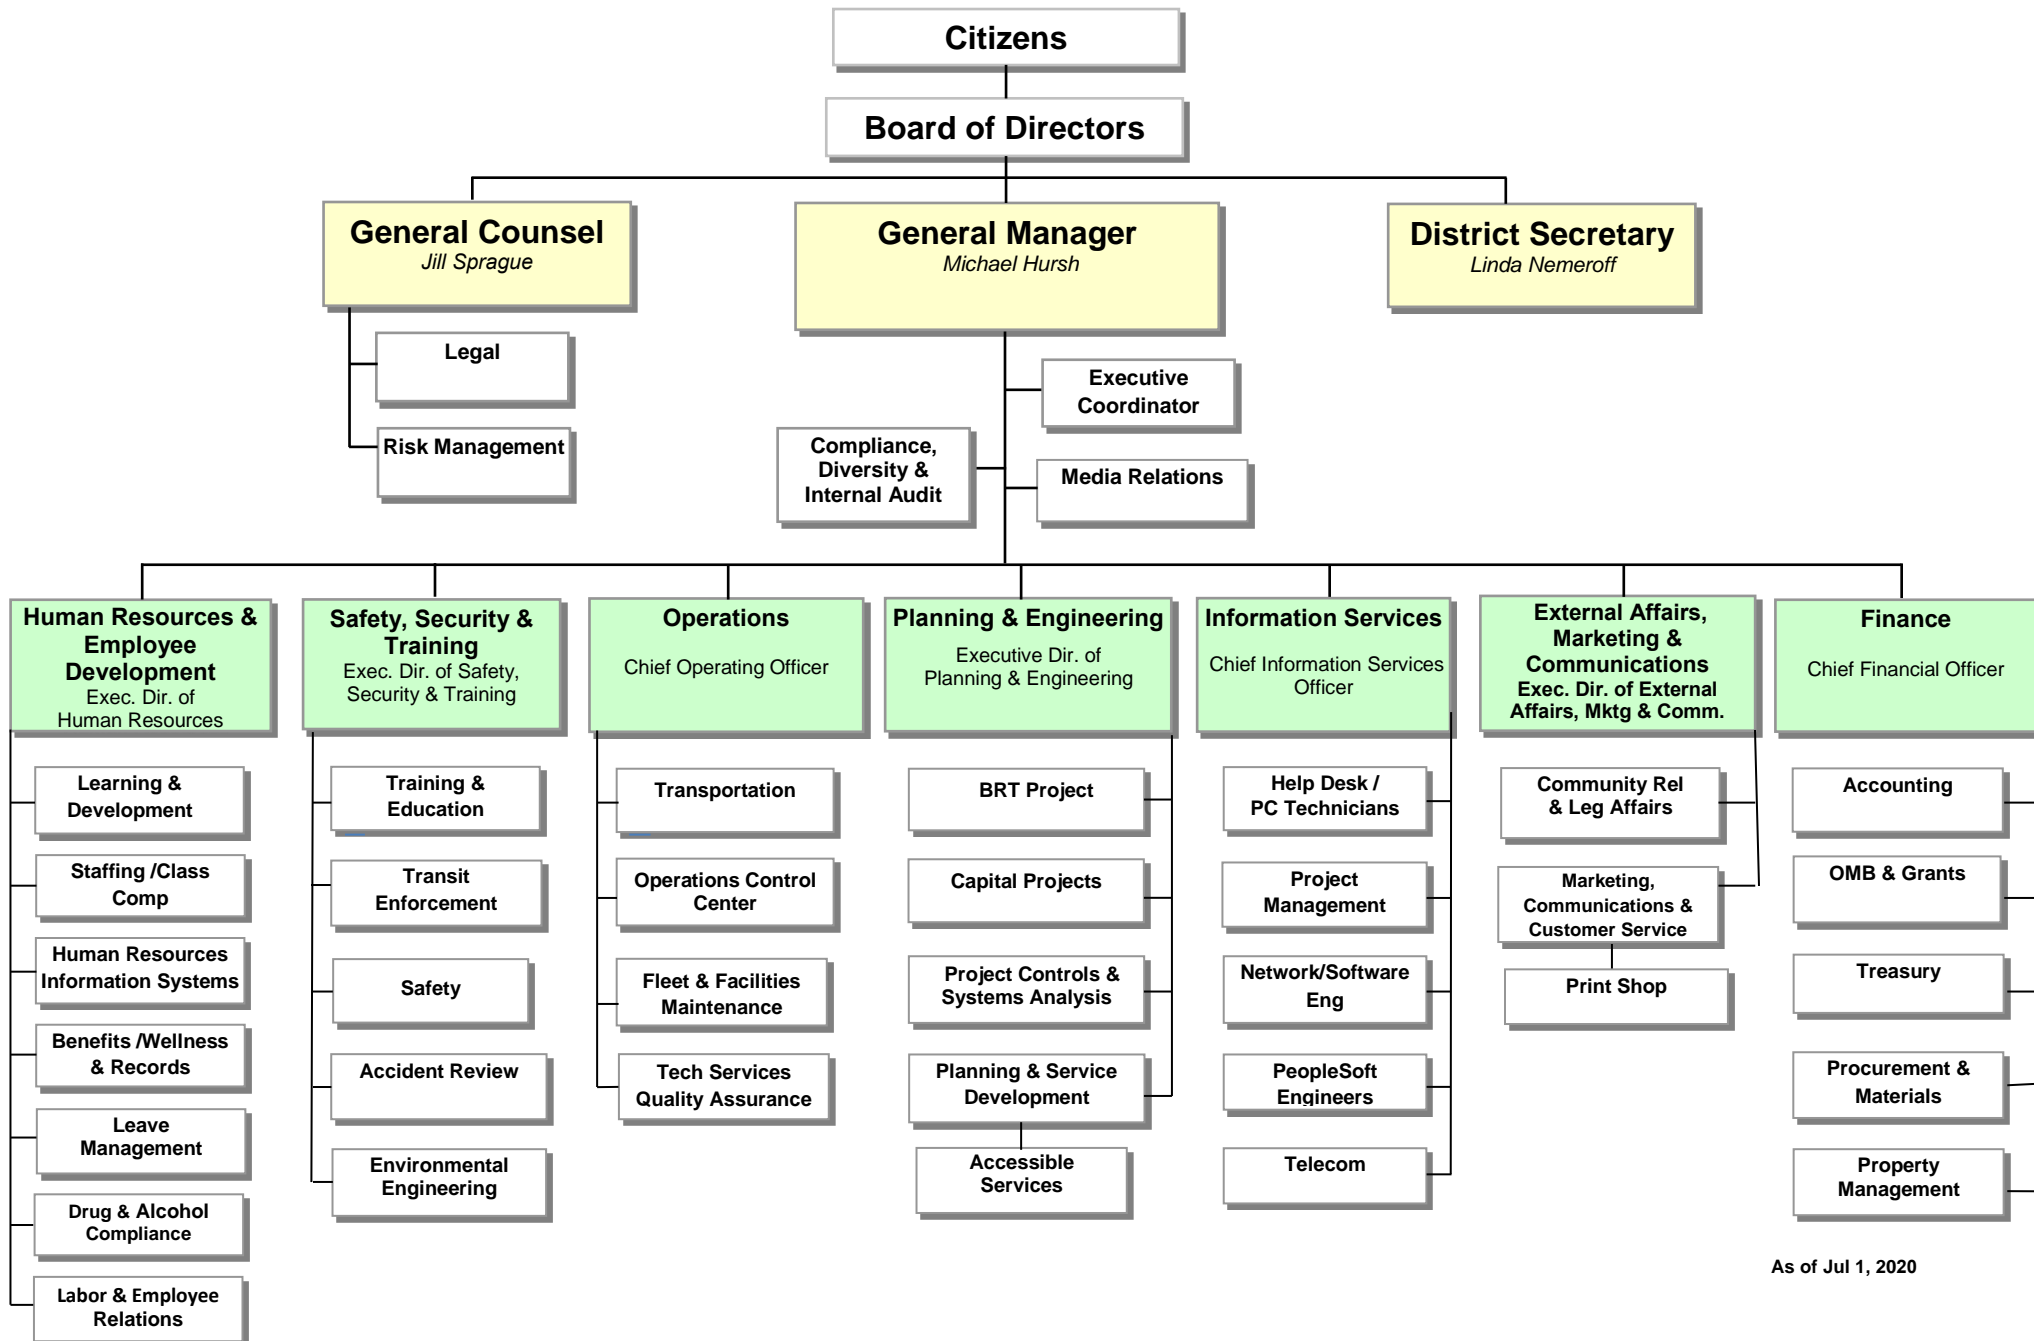 Citizens
Board of Directors
General Counsel
Jill Sprague
General Manager
Michael Hursh
District Secretary
Linda Nemeroff
Legal
Risk Management
Executive
Coordinator
Compliance,
Diversity &
Internal Audit
Media Relations
Human Resources &
Employee
Development
Exec. Dir. of
Human Resources
Learning &
Development
Staffing /Class
Comp
Human Resources
Information Systems
Benefits /Wellness
& Records
Leave
Management
Drug & Alcohol
Compliance
Labor & Employee
Relations
Safety, Security &
Training
Exec. Dir. of Safety,
Security & Training
Training &
Education
Transit
Enforcement
Safety
Accident Review
Environmental
Engineering
Operations
Chief Operating Officer
Transportation
Operations Control
Center
Fleet & Facilities
Maintenance
Tech Services
Quality Assurance
Planning & Engineering
Executive Dir. of
Planning & Engineering
BRT Project
Capital Projects
Project Controls &
Systems Analysis
Planning & Service
Development
Accessible
Services
Information Services
Chief Information Services
Officer
Help Desk /
PC Technicians
Project
Management
Network/Software
Eng
PeopleSoft
Engineers
Telecom
External Affairs,
Marketing &
Communications
Exec. Dir. of External
Affairs, Mktg & Comm.
Community Rel
& Leg Affairs
Marketing,
Communications &
Customer Service
Print Shop
Finance
Chief Financial Officer
Accounting
OMB & Grants
Treasury
Procurement &
Materials
Property
Management
As of Jul 1, 2020